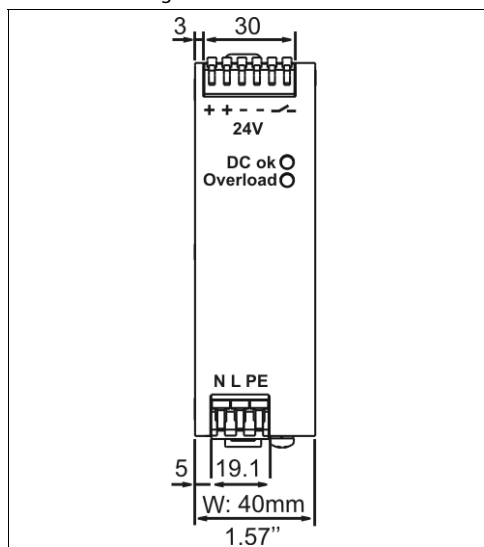 3 30
+ + - -
24V
DC ok
Overload
N L PE
5 19.1
W: 40mm
1.57’’